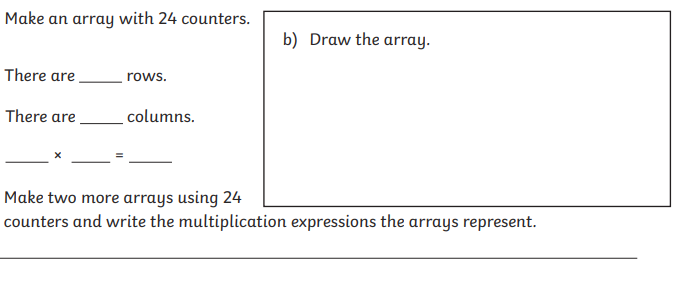 Make an array with 24 counters.
b) Draw the array.
There are _____ rows.
There are _____ columns.
_____ × _____ = _____
Make two more arrays using 24
counters and write the multiplication expressions the arrays represent.